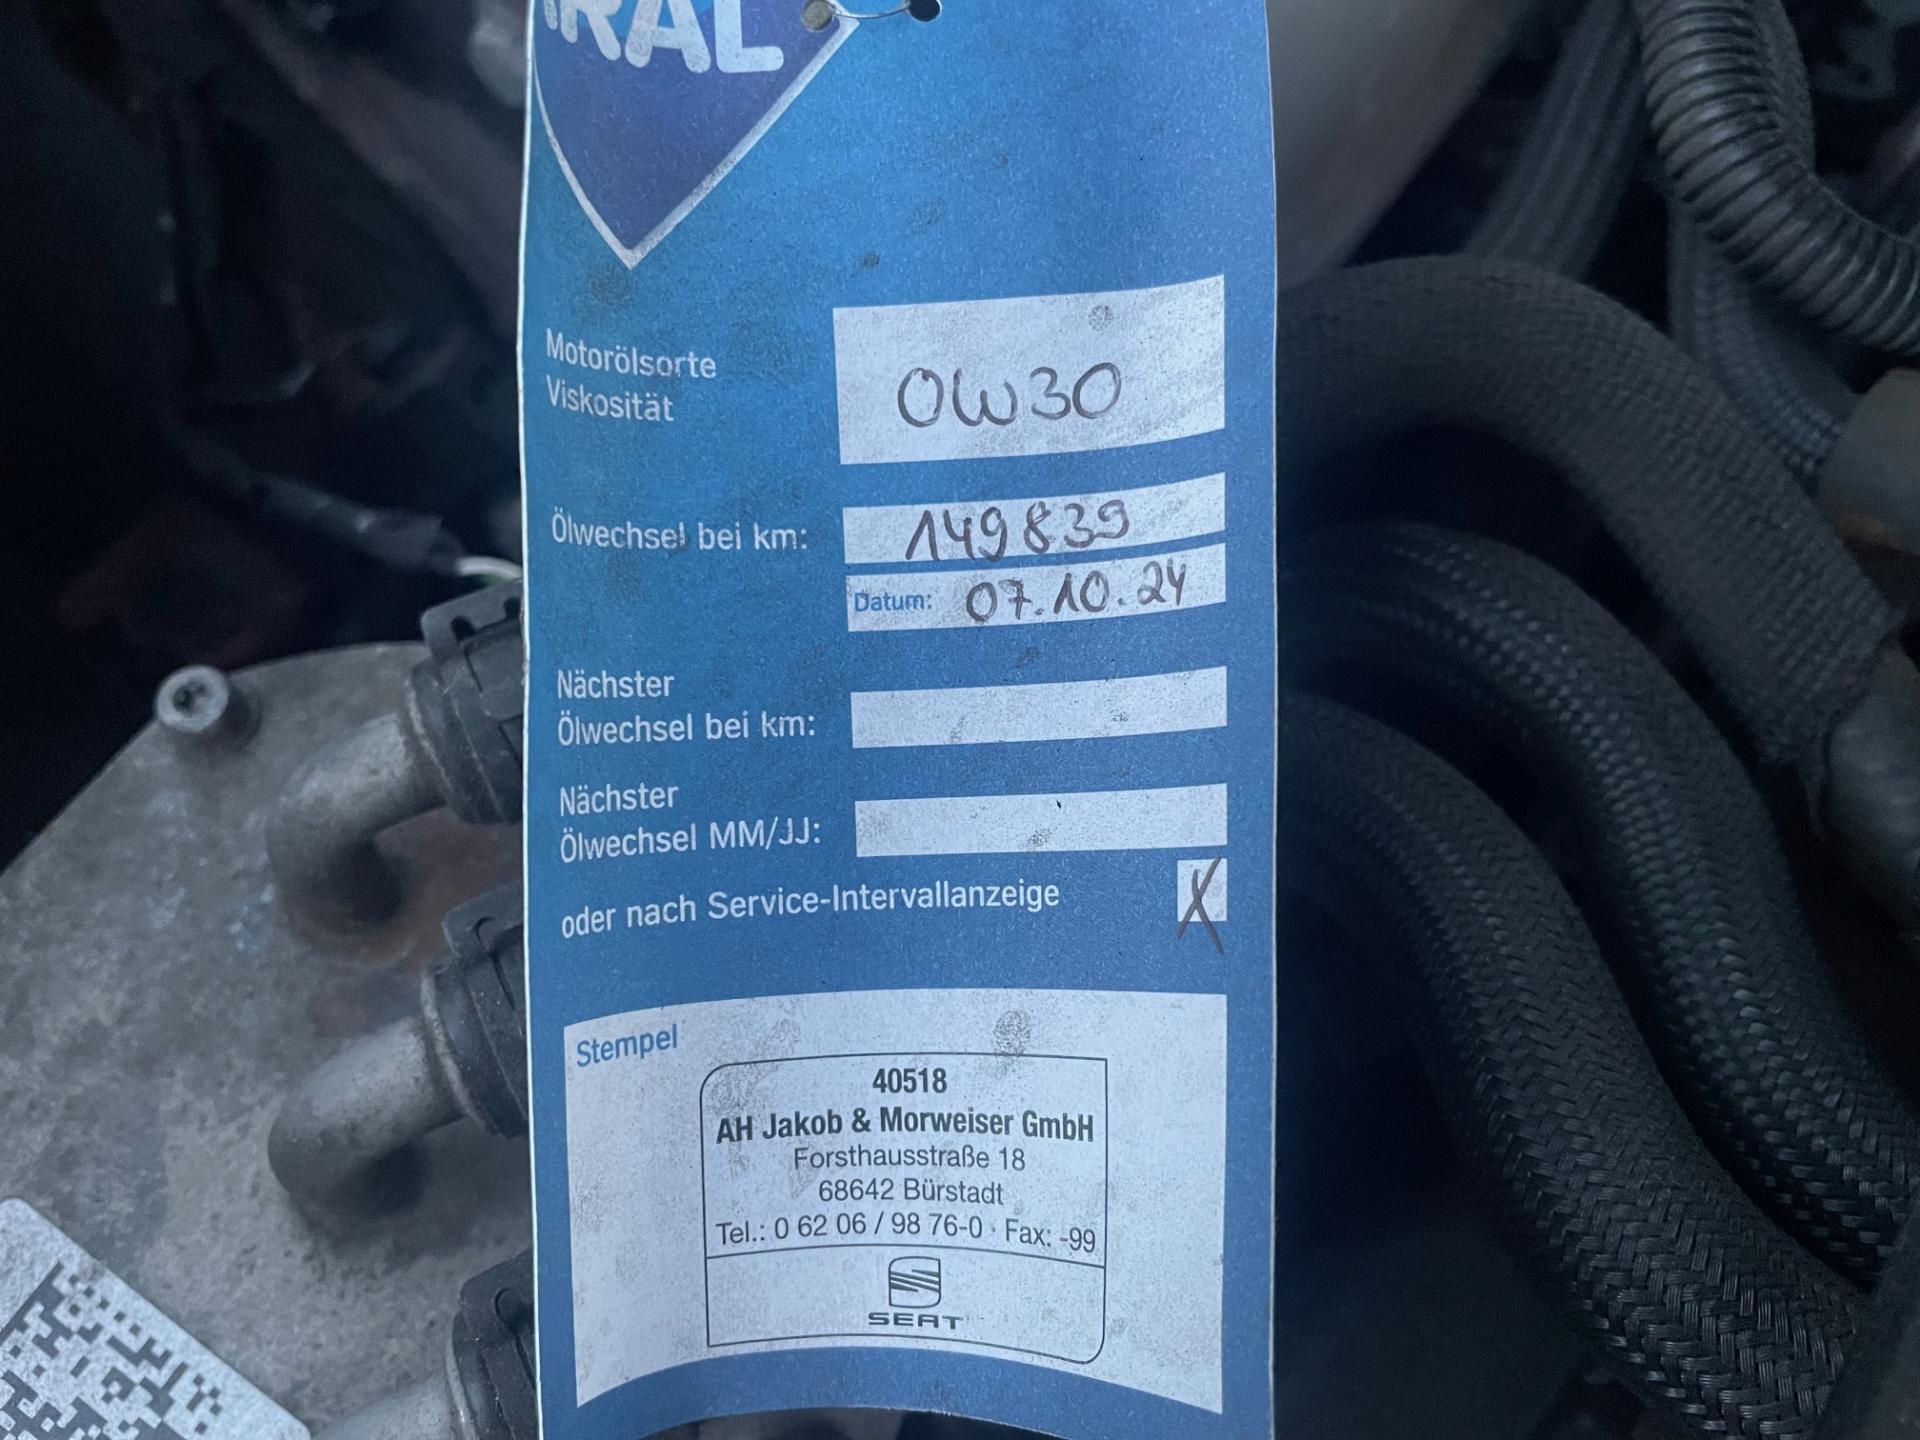 RAL
Motorölsorte
Viskosität
0W30
Ölwechsel bei km:
149839
Datum: 07.10.24
Nächster
Ölwechsel bei km:
Nächster
Ölwechsel MM/JJ:
oder nach Service-Intervallanzeige X
Stempel
40518
AH Jakob & Morweiser GmbH
Forsthausstraße 18
68642 Bürstadt
Tel.: 0 62 06 / 98 76-0 · Fax: -99
SEAT